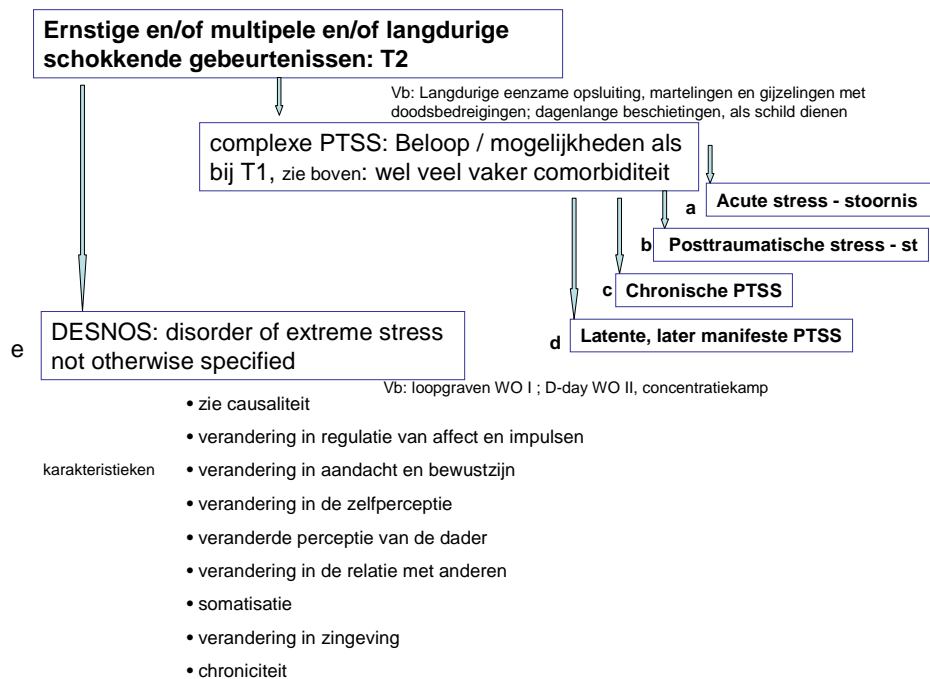 Ernstige en/of multipele en/of langdurige
schokkende gebeurtenissen: T2
Vb: Langdurige eenzame opsluiting, martelingen en gijzelingen met
doodsbedreigingen; dagenlange beschietingen, als schild dienen
complexe PTSS: Beloop / mogelijkheden als
bij T1, zie boven: wel veel vaker comorbiditeit
a Acute stress - stoornis
b Posttraumatische stress - st
c Chronische PTSS
d Latente, later manifeste PTSS
e DESNOS: disorder of extreme stress
not otherwise specified
Vb: loopgraven WO I ; D-day WO II, concentratiekamp
• zie causaliteit
• verandering in regulatie van affect en impulsen
karakteristieken • verandering in aandacht en bewustzijn
• verandering in de zelfperceptie
• veranderde perceptie van de dader
• verandering in de relatie met anderen
• somatisatie
• verandering in zingeving
• chroniciteit